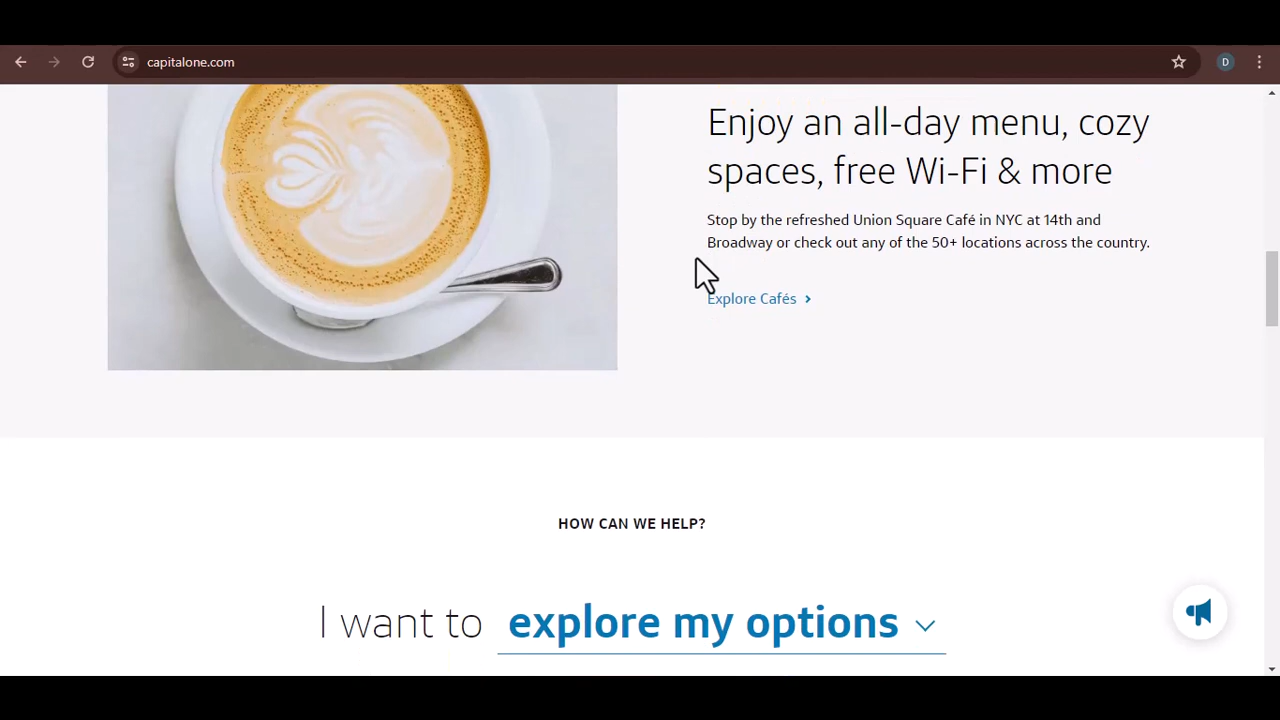 capitalone.com
D
Enjoy an all-day menu, cozy
spaces, free Wi-Fi & more
Stop by the refreshed Union Square Café in NYC at 14th and
Broadway or check out any of the 50+ locations across the country.
Explore Cafés
HOW CAN WE HELP?
I want to explore my options